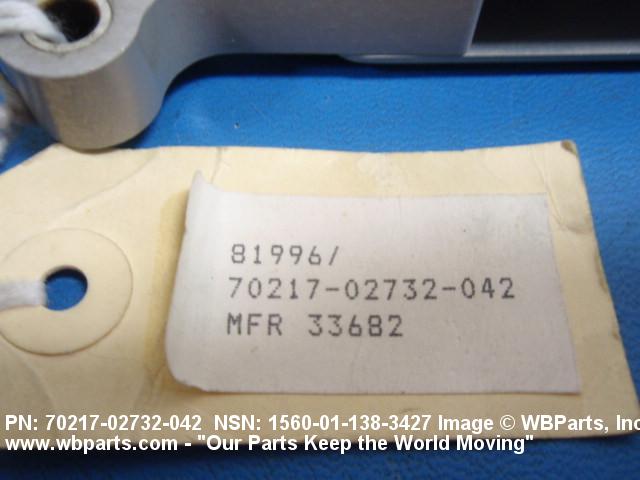 81996/
70217-02732-042
MFR 33682
PN: 70217-02732-042 NSN: 1560-01-138-3427 Image © WBParts, Inc
www.wbparts.com - "Our Parts Keep the World Moving"